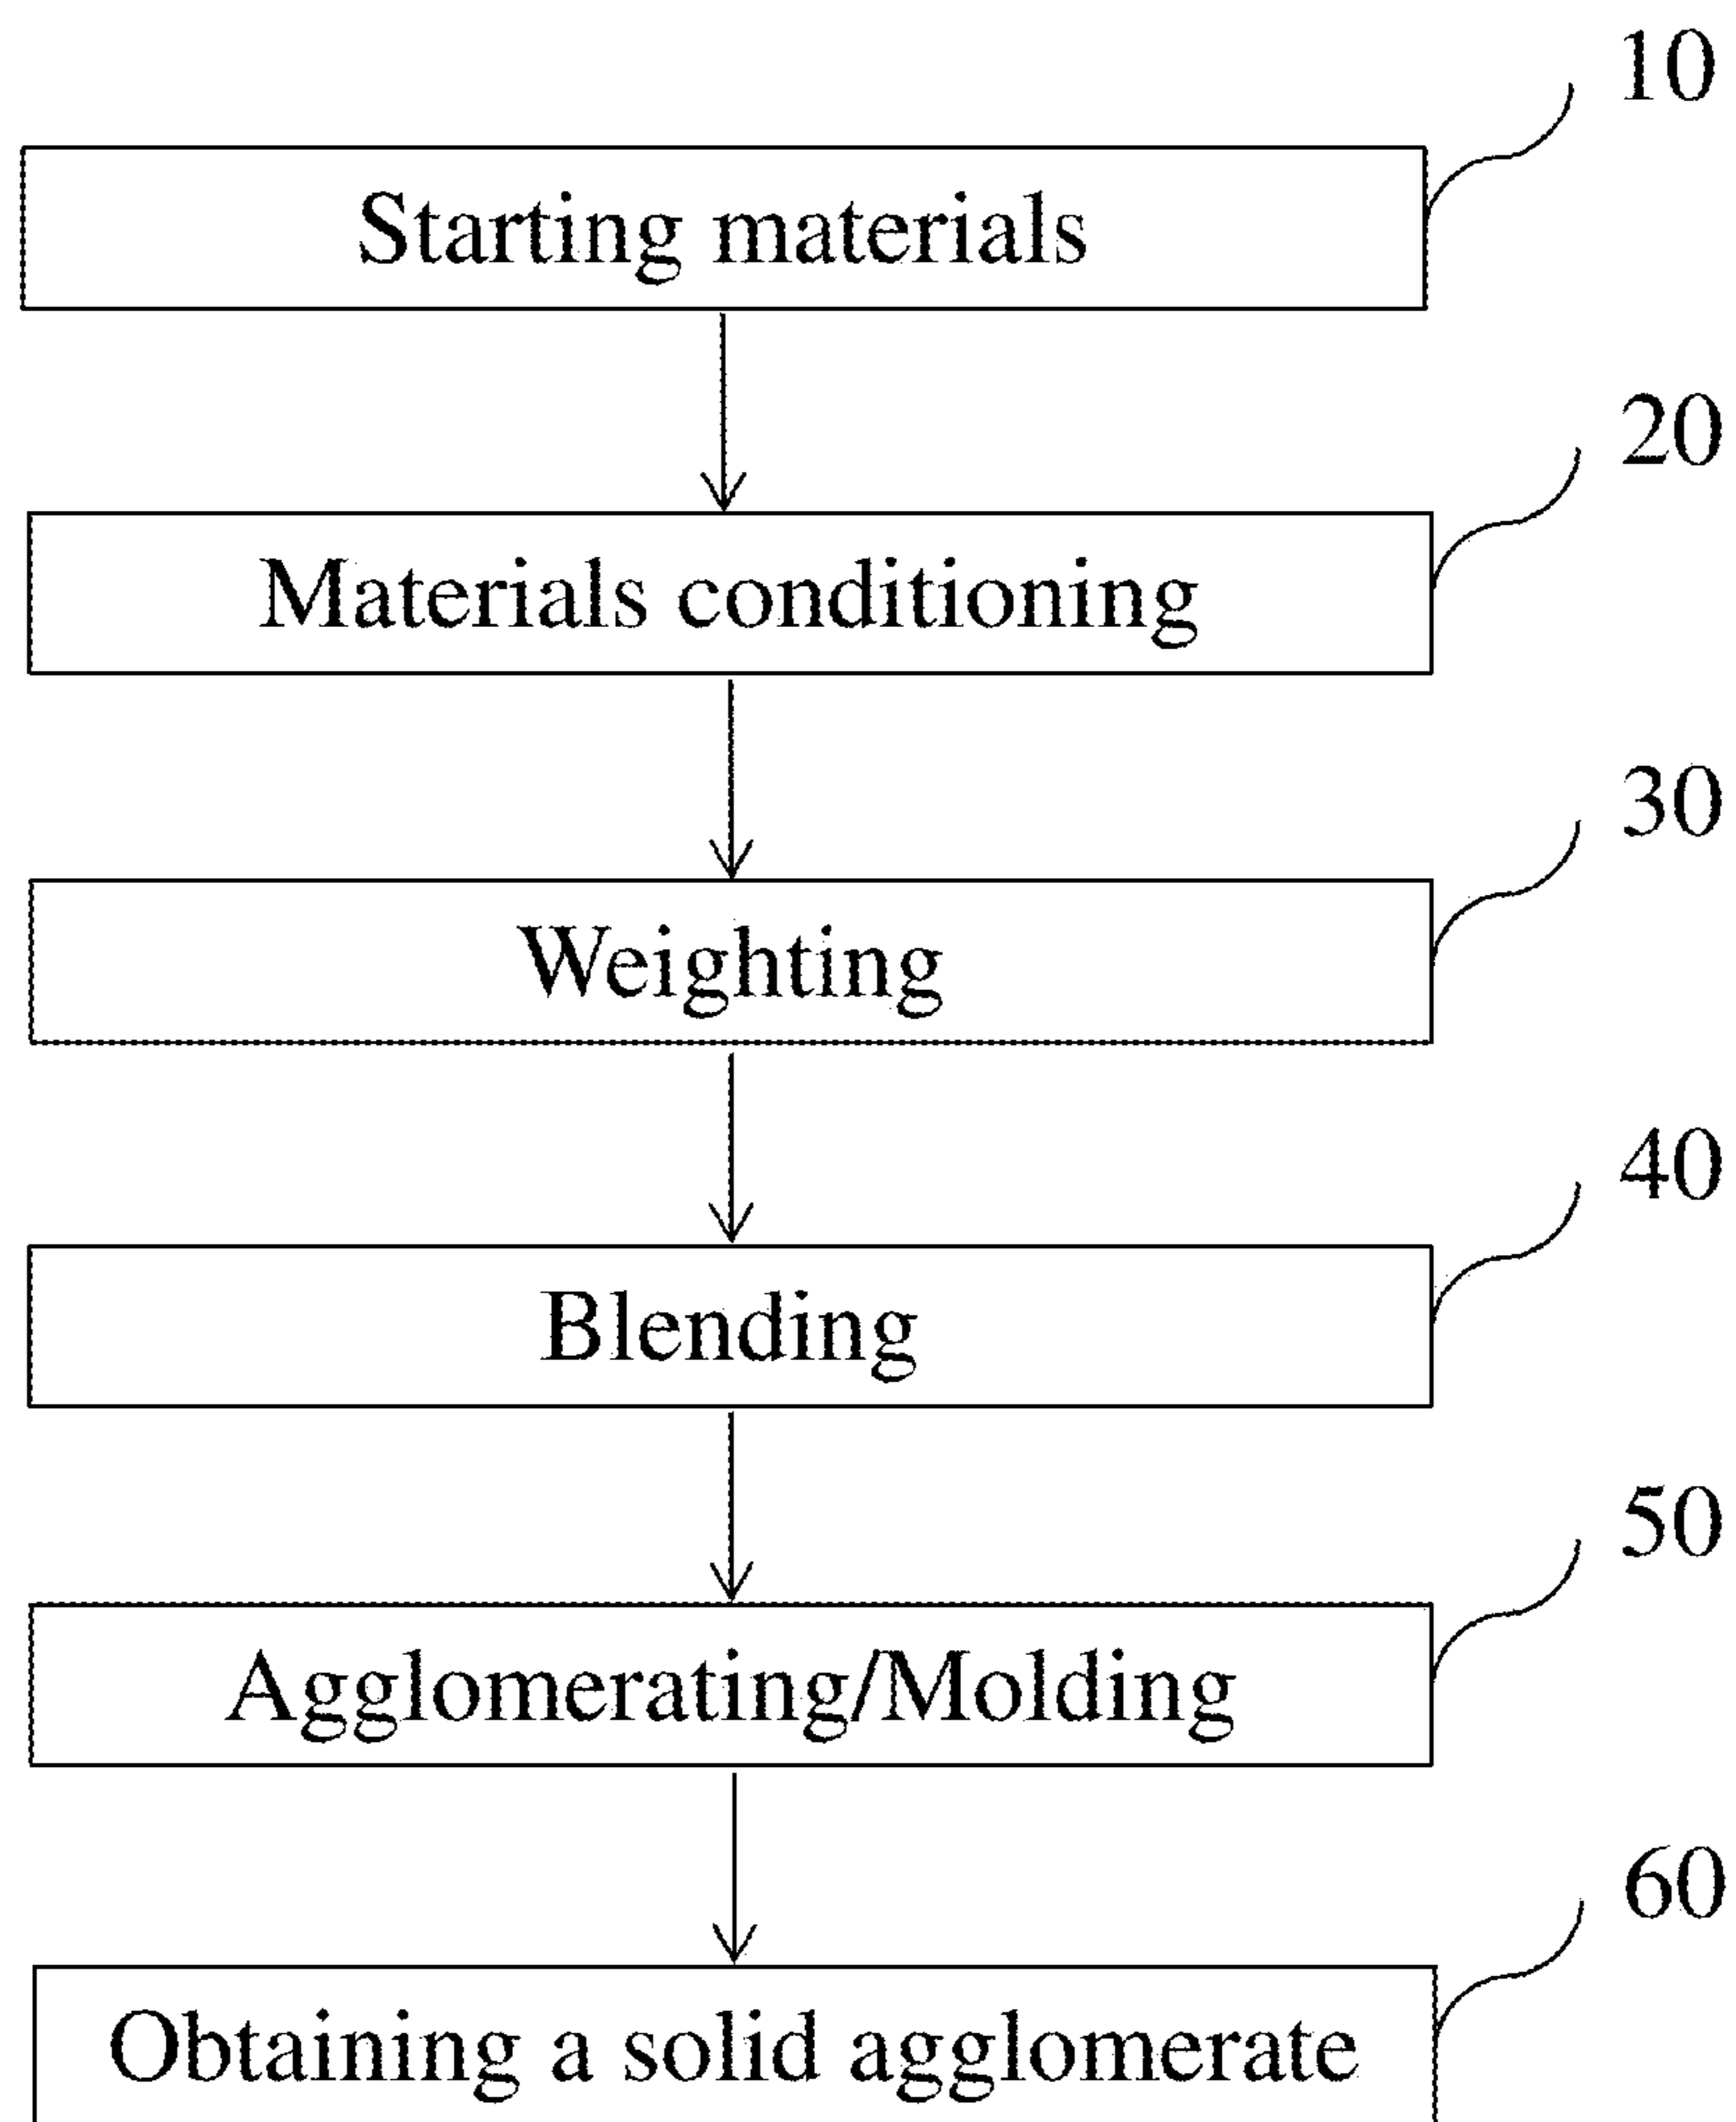 10
Starting materials
20
Materials conditioning
30
Weighting
40
Blending
50
Agglomerating/Molding
60
Obtaining a solid agglomerate